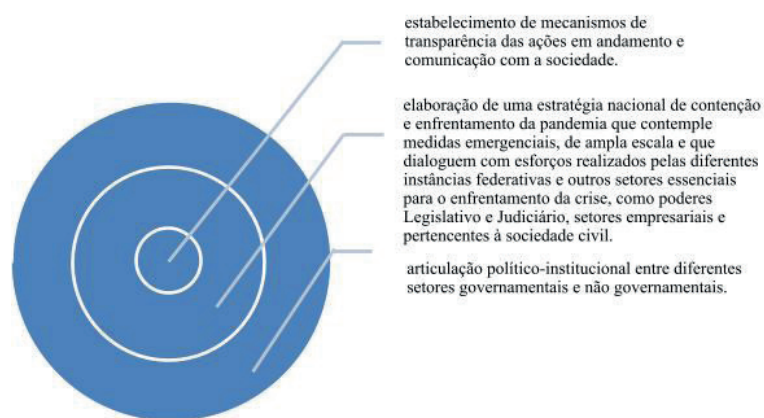 estabelecimento de mecanismos de
transparência das ações em andamento e
comunicação com a sociedade.
elaboração de uma estratégia nacional de contenção
e enfrentamento da pandemia que contemple
medidas emergenciais, de ampla escala e que
dialoguem com esforços realizados pelas diferentes
instâncias federativas e outros setores essenciais
para o enfrentamento da crise, como poderes
Legislativo e Judiciário, setores empresariais e
pertencentes à sociedade civil.
articulação político-institucional entre diferentes
setores governamentais e não governamentais.